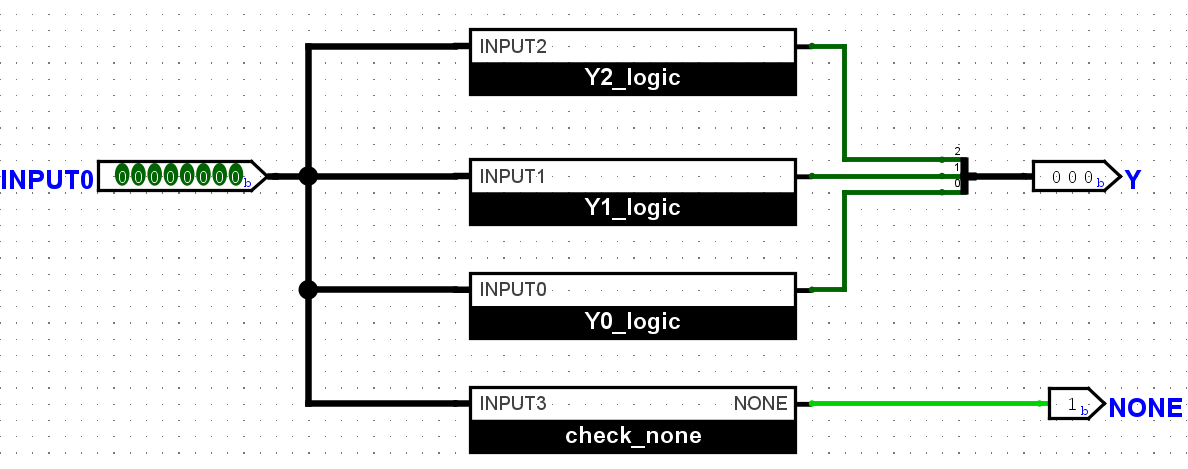 INPUT2
Y2_logic
2
INPUT0 00000000b
INPUT1
1
000b Y
Y1_logic
0
INPUT0
Y0_logic
INPUT3 NONE
1b NONE
check_none